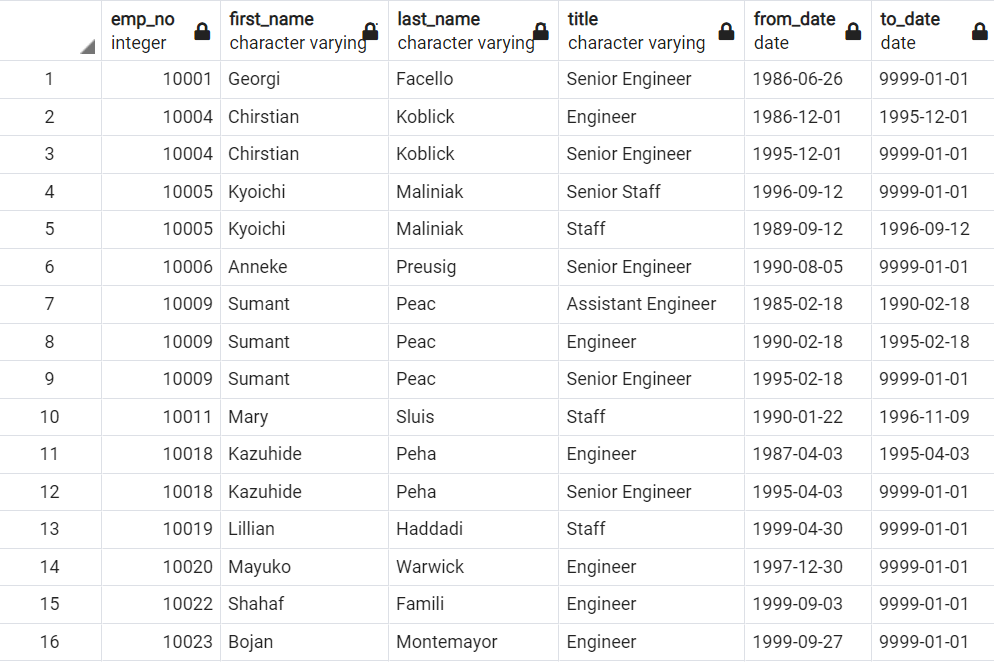 emp_no first_name last_name title from_date to_date
integer character varying character varying character varying date date
1 10001 Georgi Facello Senior Engineer 1986-06-26 9999-01-01
2 10004 Chirstian Koblick Engineer 1986-12-01 1995-12-01
3 10004 Chirstian Koblick Senior Engineer 1995-12-01 9999-01-01
4 10005 Kyoichi Maliniak Senior Staff 1996-09-12 9999-01-01
5 10005 Kyoichi Maliniak Staff 1989-09-12 1996-09-12
6 10006 Anneke Preusig Senior Engineer 1990-08-05 9999-01-01
7 10009 Sumant Peac Assistant Engineer 1985-02-18 1990-02-18
8 10009 Sumant Peac Engineer 1990-02-18 1995-02-18
9 10009 Sumant Peac Senior Engineer 1995-02-18 9999-01-01
10 10011 Mary Sluis Staff 1990-01-22 1996-11-09
11 10018 Kazuhide Peha Engineer 1987-04-03 1995-04-03
12 10018 Kazuhide Peha Senior Engineer 1995-04-03 9999-01-01
13 10019 Lillian Haddadi Staff 1999-04-30 9999-01-01
14 10020 Mayuko Warwick Engineer 1997-12-30 9999-01-01
15 10022 Shahaf Famili Engineer 1999-09-03 9999-01-01
16 10023 Bojan Montemayor Engineer 1999-09-27 9999-01-01